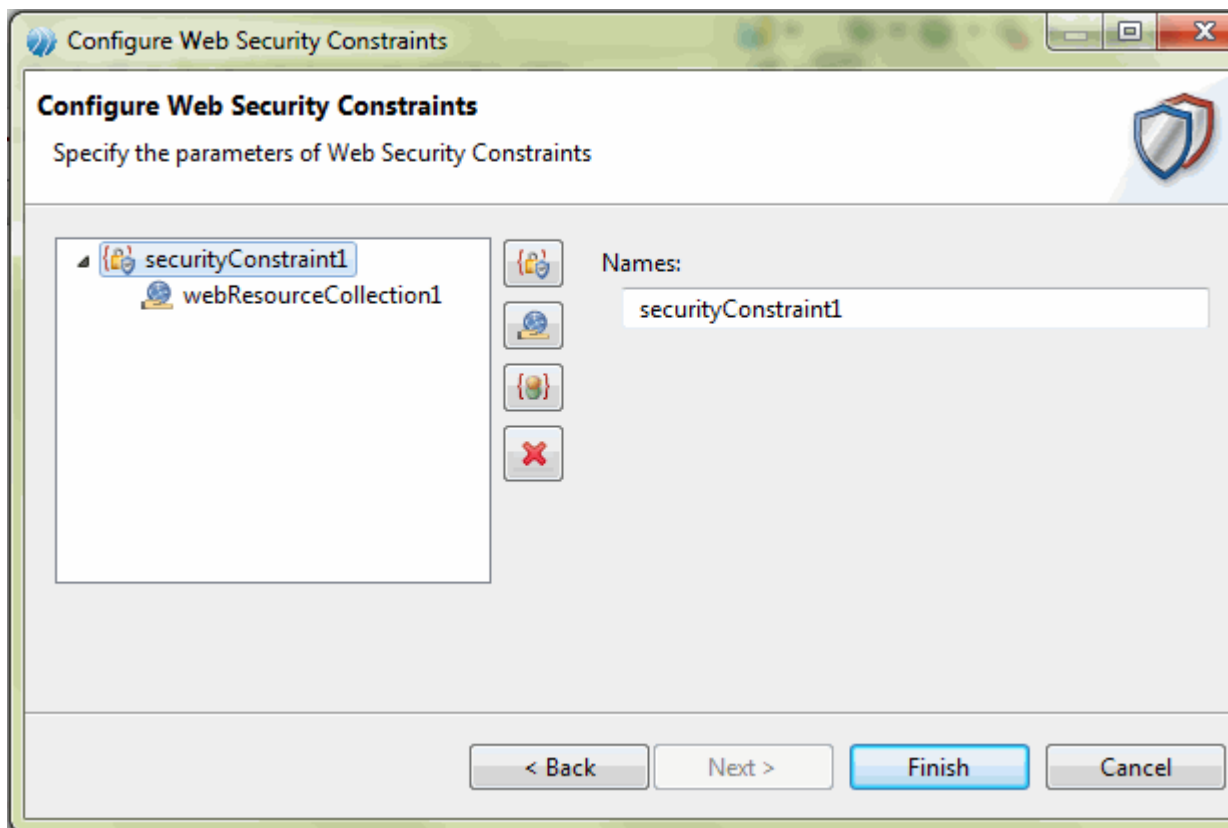 Configure Web Security Constraints
Configure Web Security Constraints
Specify the parameters of Web Security Constraints
securityConstraint1
webResourceCollection1
Names:
securityConstraint1
< Back
Next >
Finish
Cancel